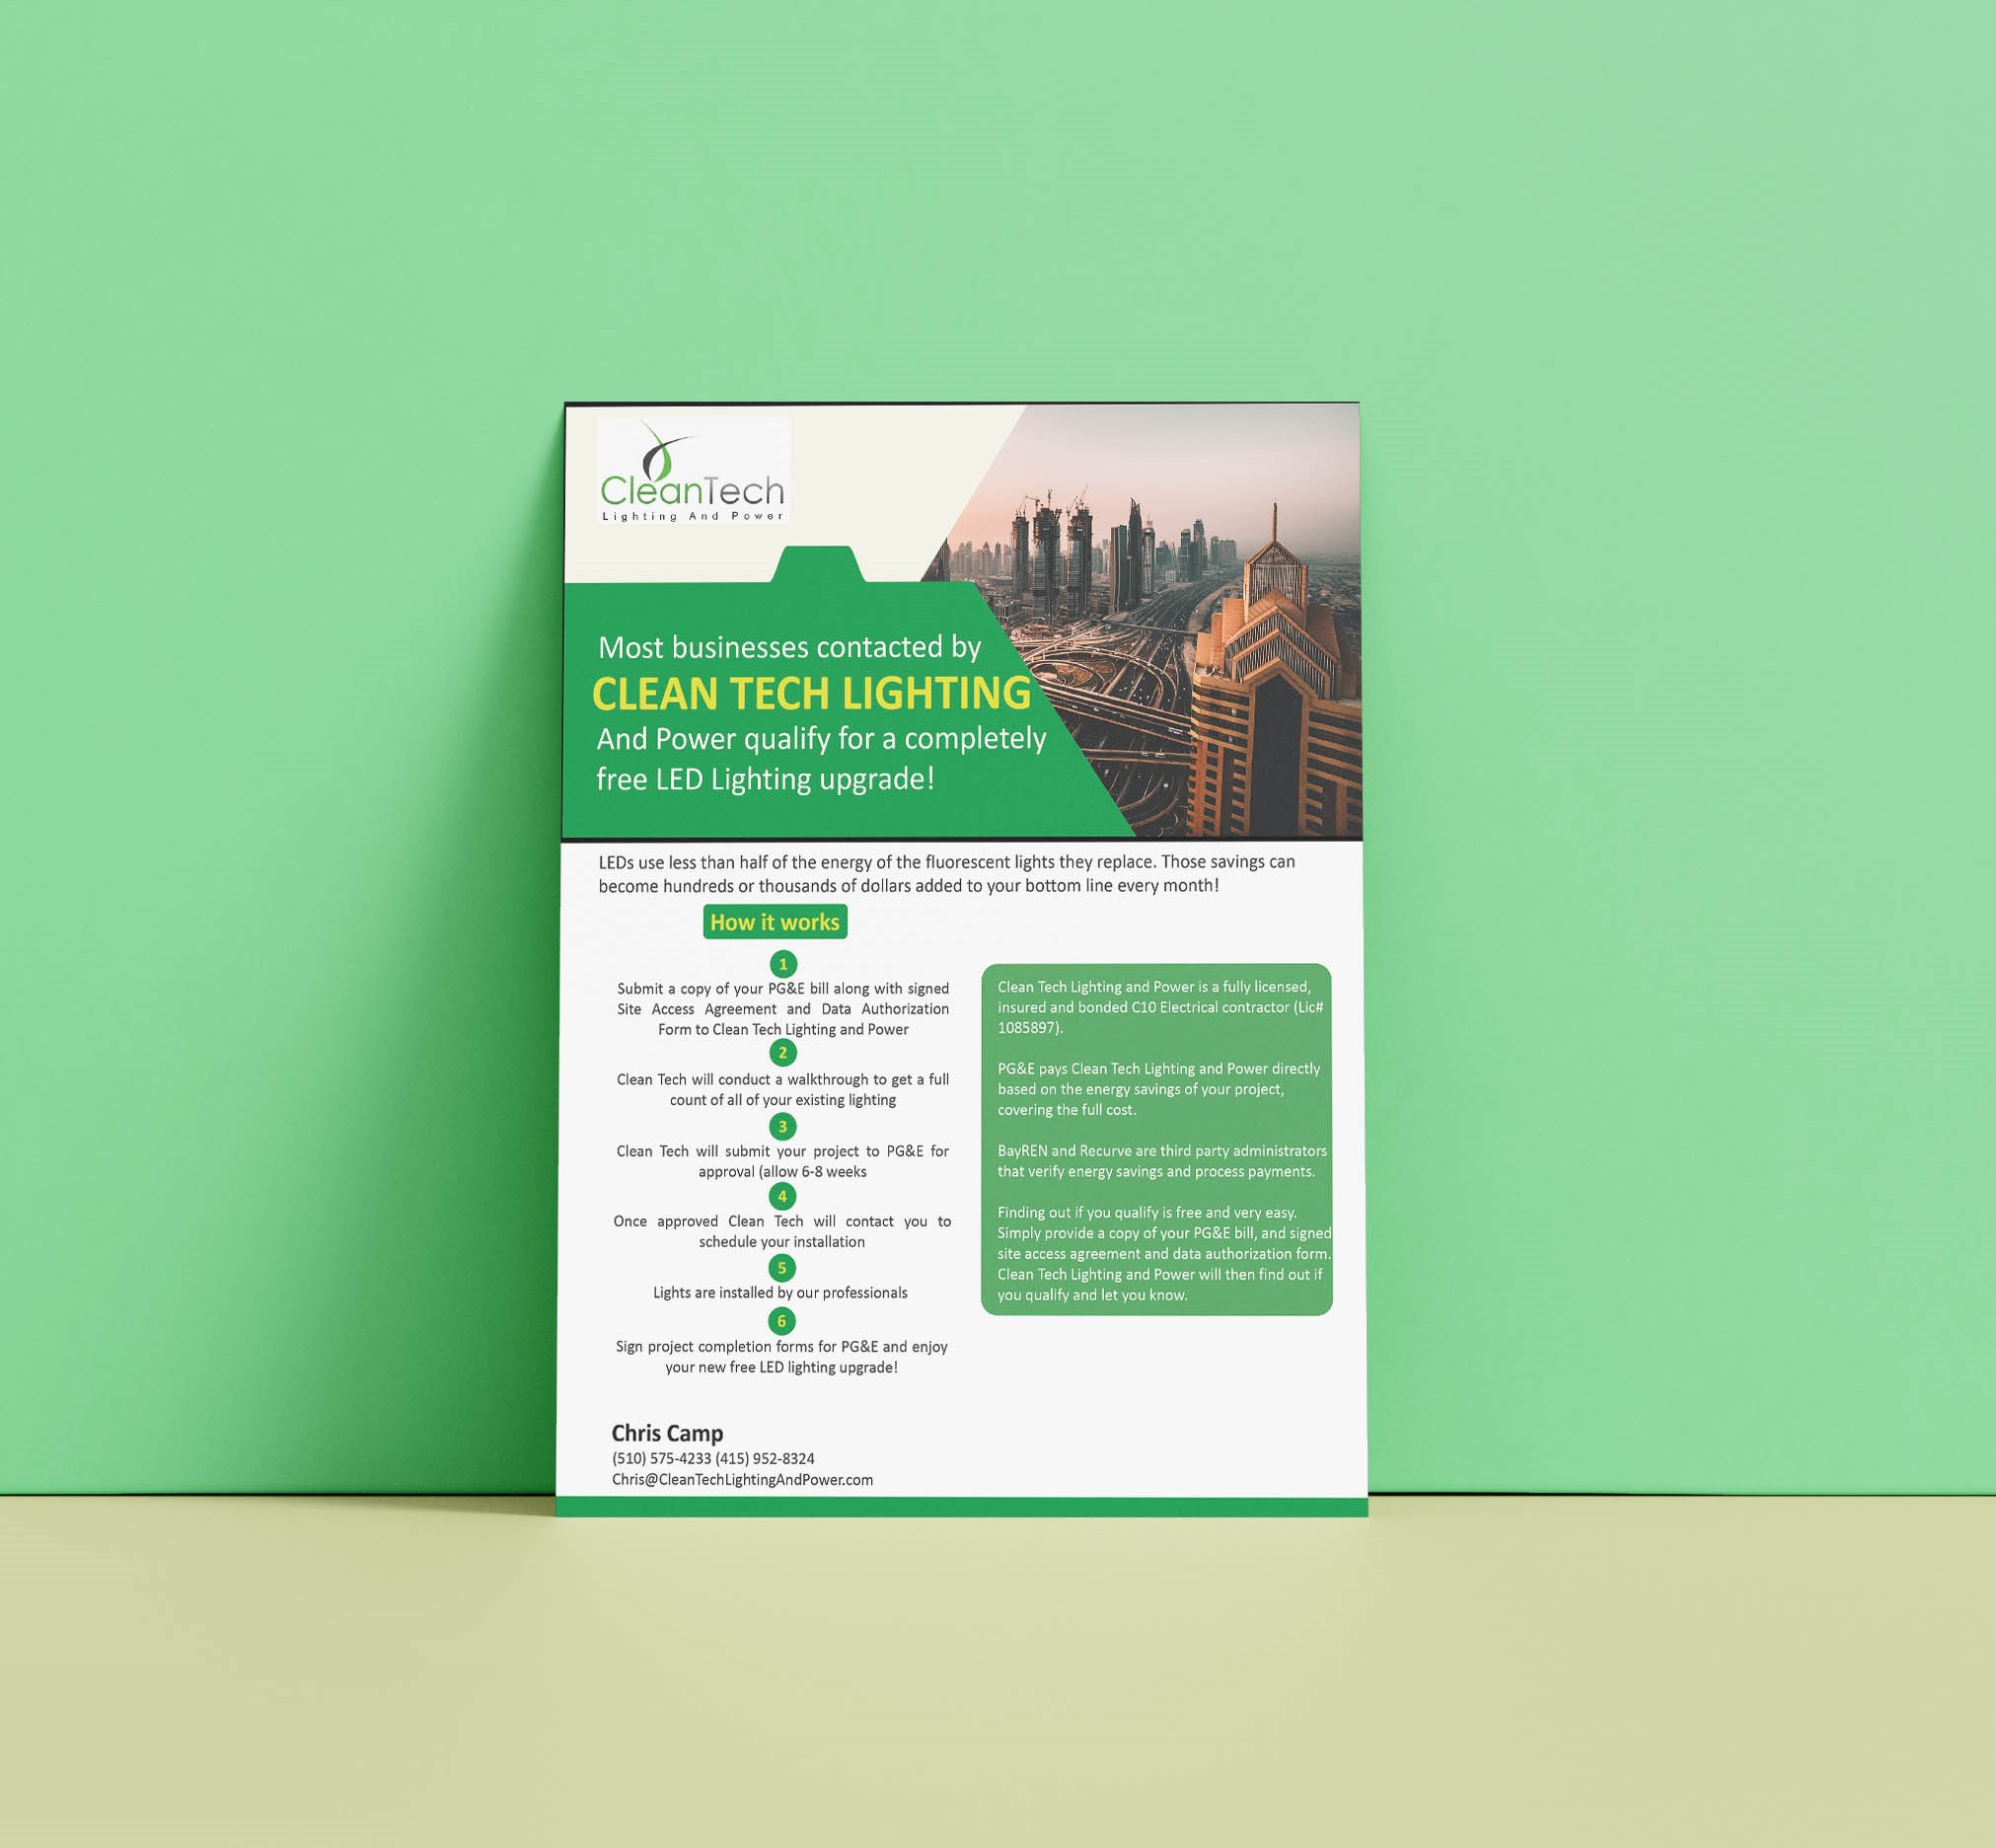 CleanTech
Lighting And Power
Most businesses contacted by
CLEAN TECH LIGHTING
And Power qualify for a completely
free LED Lighting upgrade!
LEDs use less than half of the energy of the fluorescent lights they replace. Those savings can
become hundreds or thousands of dollars added to your bottom line every month!
How it works
1
Submit a copy of your PG&E bill along with signed
Site Access Agreement and Data Authorization
Form to Clean Tech Lighting and Power
2
Clean Tech will conduct a walkthrough to get a full
count of all of your existing lighting
3
Clean Tech will submit your project to PG&E for
approval (allow 6-8 weeks
4
Once approved Clean Tech will contact you to
schedule your installation
5
Lights are installed by our professionals
6
Sign project completion forms for PG&E and enjoy
your new free LED lighting upgrade!
Clean Tech Lighting and Power is a fully licensed,
insured and bonded C10 Electrical contractor (Lic#
1085897).
PG&E pays Clean Tech Lighting and Power directly
based on the energy savings of your project,
covering the full cost.
BayREN and Recurve are third party administrators
that verify energy savings and process payments.
Finding out if you qualify is free and very easy.
Simply provide a copy of your PG&E bill, and signed
site access agreement and data authorization form.
Clean Tech Lighting and Power will then find out if
you qualify and let you know.
Chris Camp
(510) 575-4233 (415) 952-8324
Chris@CleanTechLightingAndPower.com